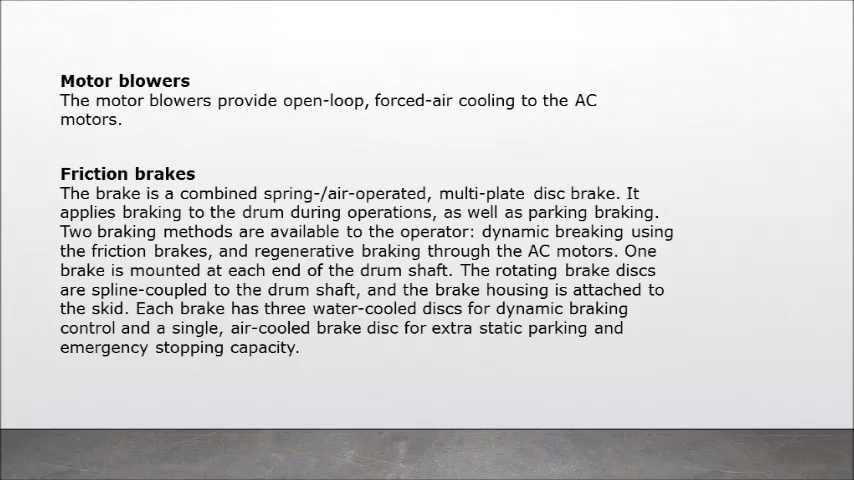 Motor blowers
The motor blowers provide open-loop, forced-air cooling to the AC
motors.
Friction brakes
The brake is a combined spring-/air-operated, multi-plate disc brake. It
applies braking to the drum during operations, as well as parking braking.
Two braking methods are available to the operator: dynamic breaking using
the friction brakes, and regenerative braking through the AC motors. One
brake is mounted at each end of the drum shaft. The rotating brake discs
are spline-coupled to the drum shaft, and the brake housing is attached to
the skid. Each brake has three water-cooled discs for dynamic braking
control and a single, air-cooled brake disc for extra static parking and
emergency stopping capacity.